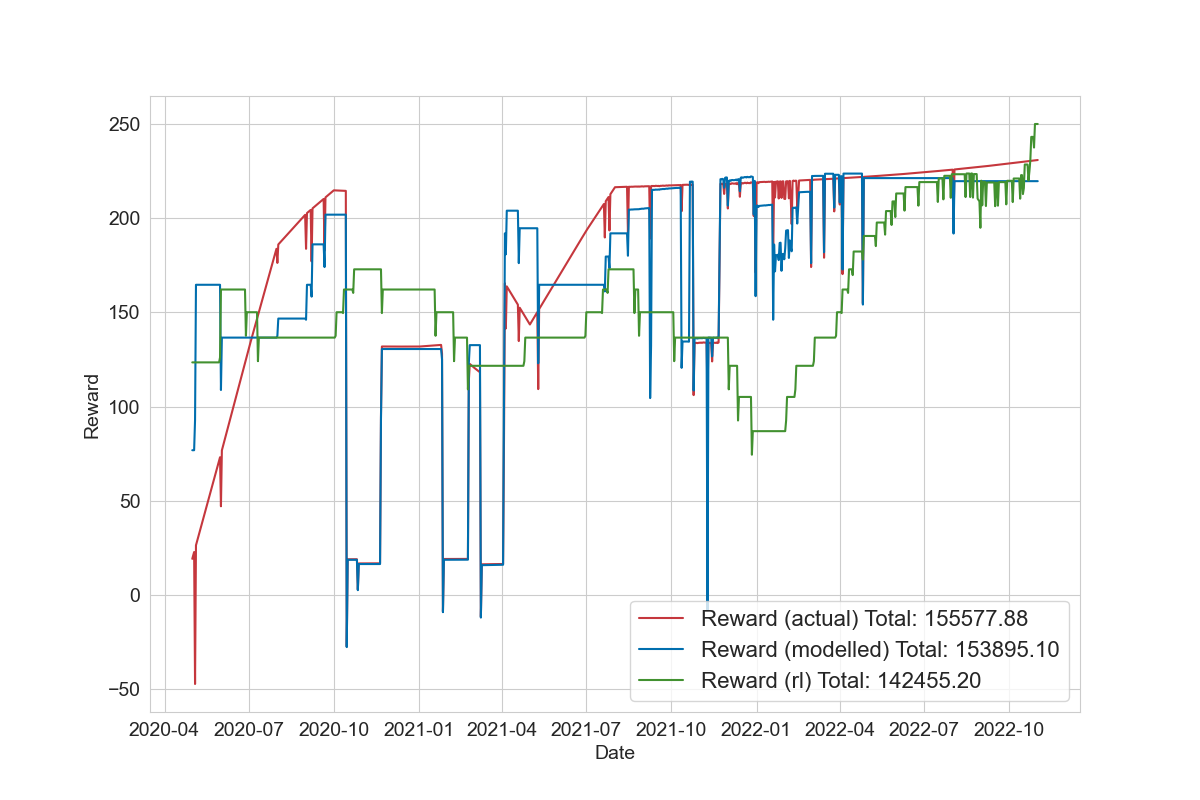 250
200
150
100
50
0
−50
Reward
Reward (actual) Total: 155577.88
Reward (modelled) Total: 153895.10
Reward (rl) Total: 142455.20
2020-04 2020-07 2020-10 2021-01 2021-04 2021-07 2021-10 2022-01 2022-04 2022-07 2022-10
Date